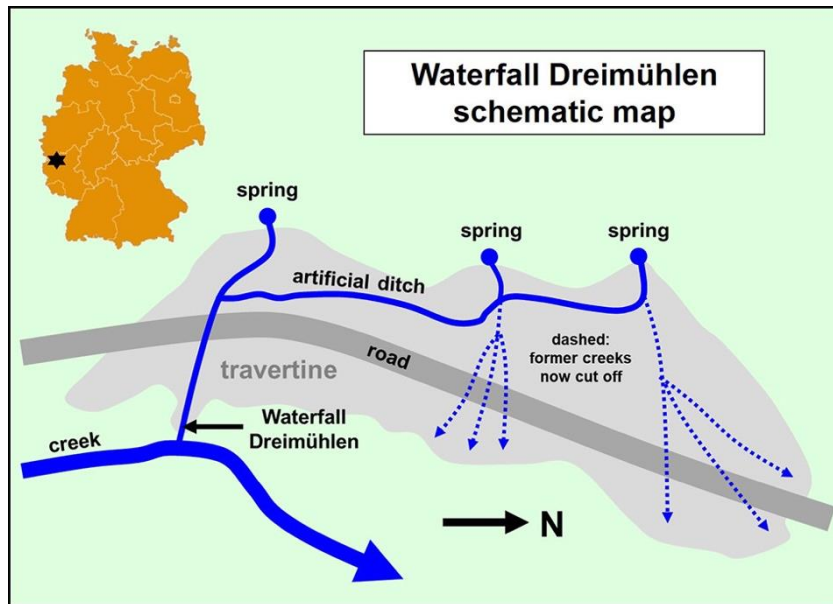 Waterfall Dreimühlen
schematic map
spring
spring
spring
artificial ditch
dashed:
former creeks
now cut off
road
travertine
Waterfall
Dreimühlen
creek
N